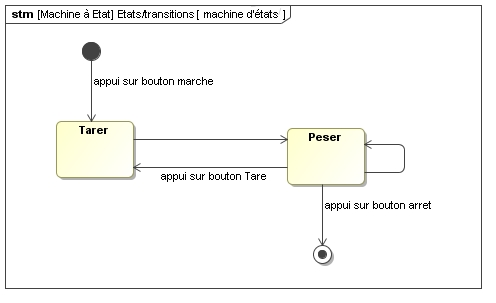 stm [Machine à Etat] Etats/transitions [ machine d'états ]
appui sur bouton marche
Tarer
Peser
appui sur bouton Tare
appui sur bouton arret